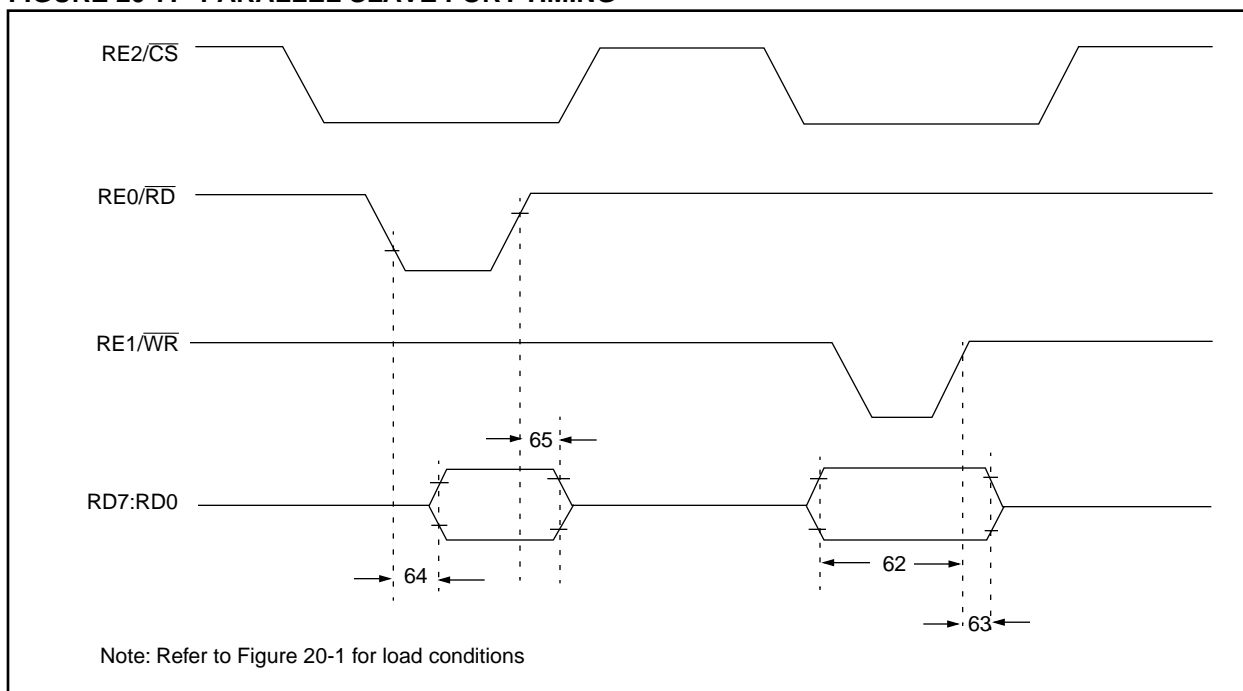 RE2/CS
RE0/RD
RE1/WR
65
RD7:RD0
64
62
63
Note: Refer to Figure 20-1 for load conditions